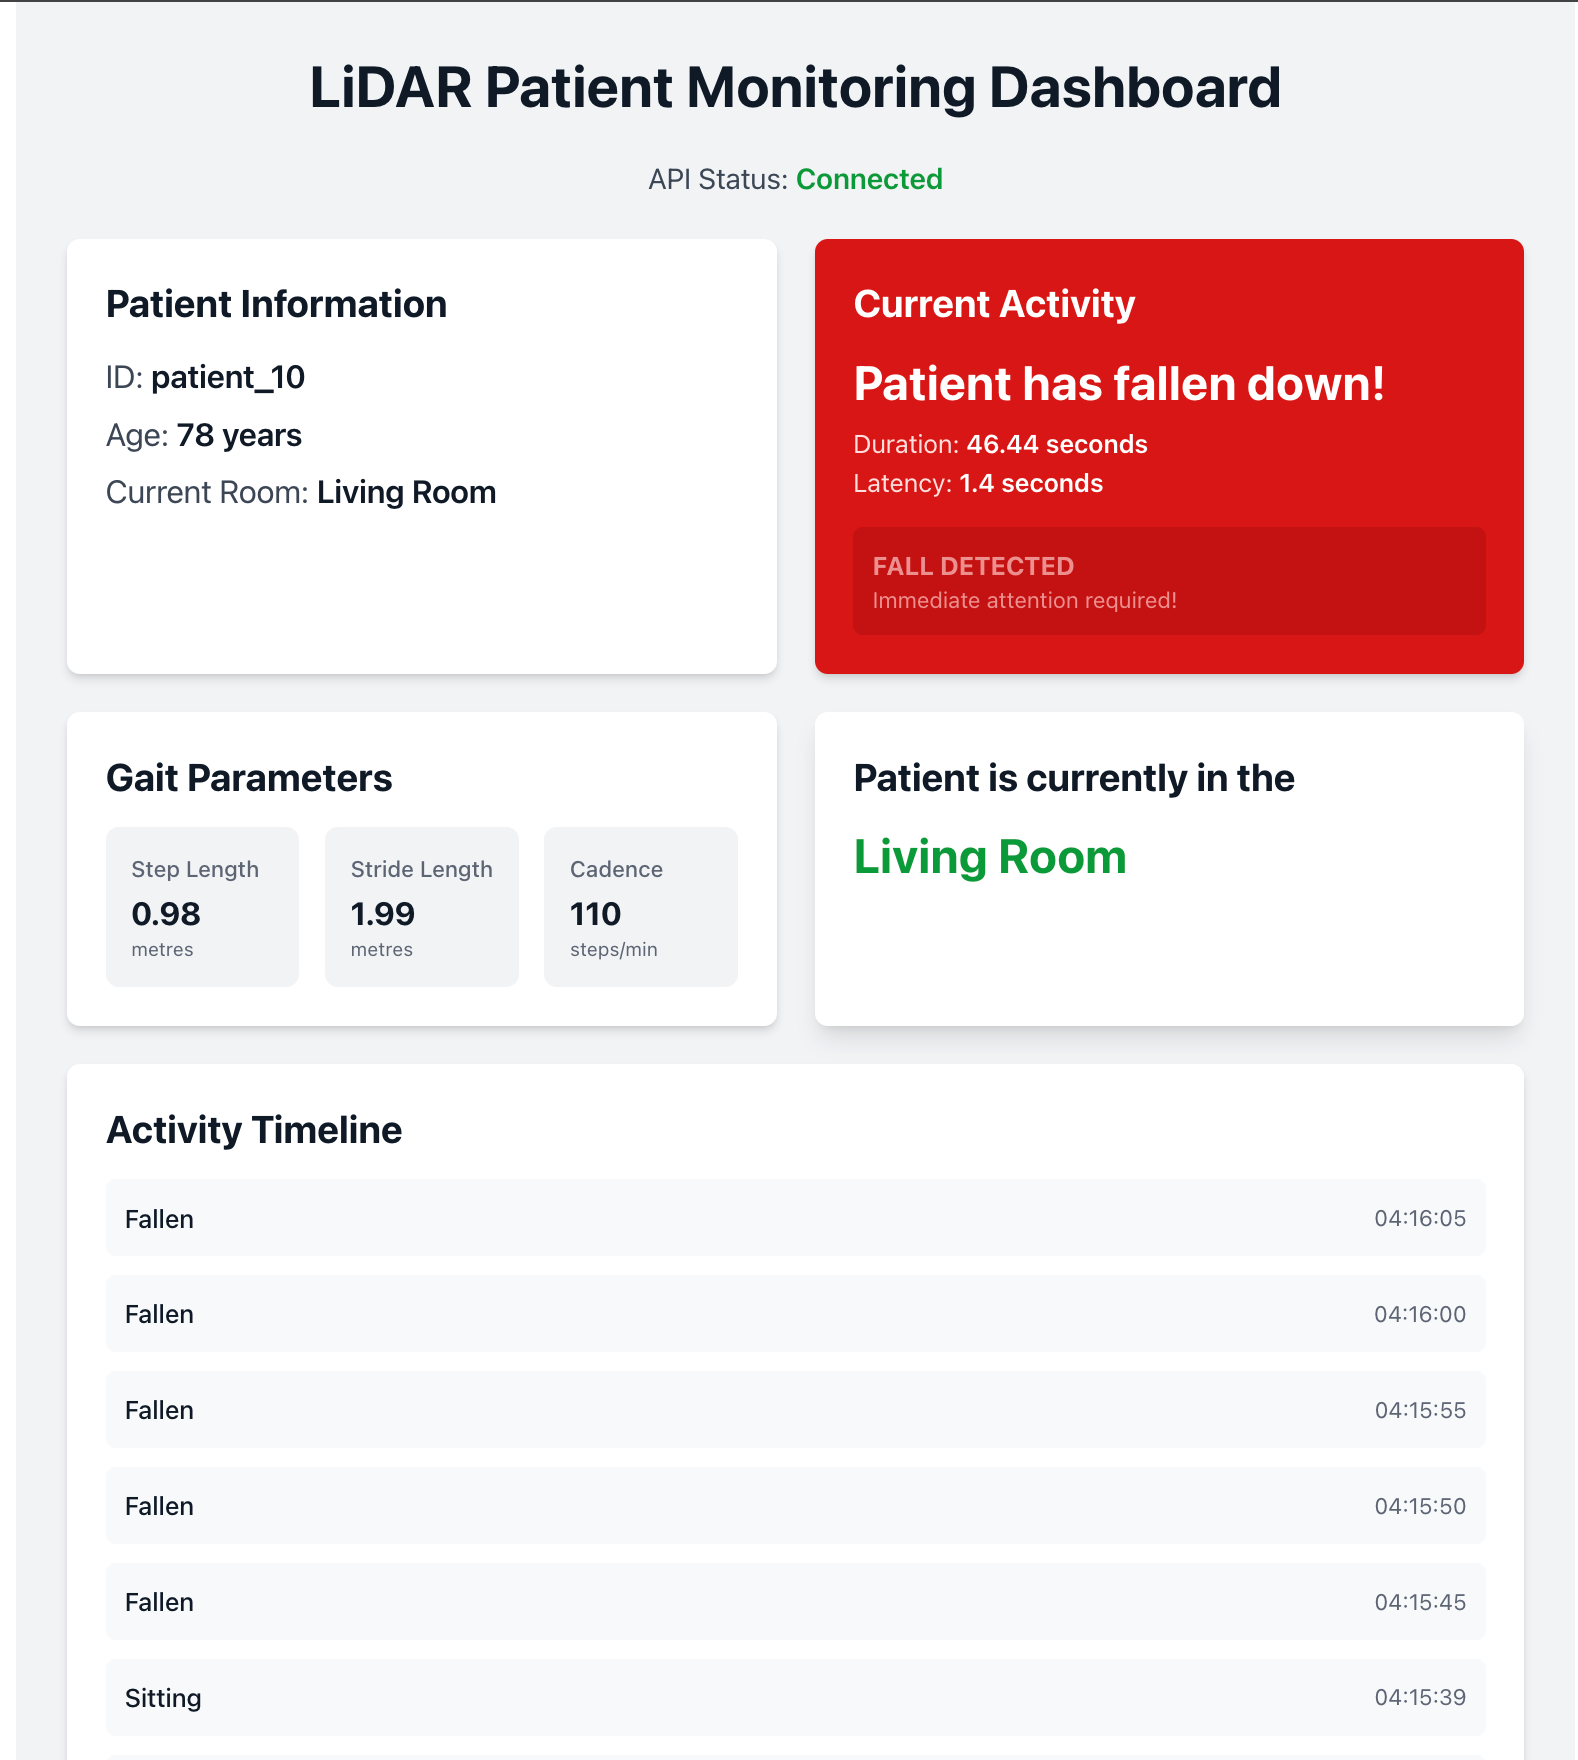 LiDAR Patient Monitoring Dashboard
API Status: Connected
Patient Information
ID: patient_10
Age: 78 years
Current Room: Living Room
Current Activity
Patient has fallen down!
Duration: 46.44 seconds
Latency: 1.4 seconds
FALL DETECTED
Immediate attention required!
Gait Parameters
Step Length
0.98
metres
Stride Length
1.99
metres
Cadence
110
steps/min
Patient is currently in the
Living Room
Activity Timeline
Fallen 04:16:05
Fallen 04:16:00
Fallen 04:15:55
Fallen 04:15:50
Fallen 04:15:45
Sitting 04:15:39